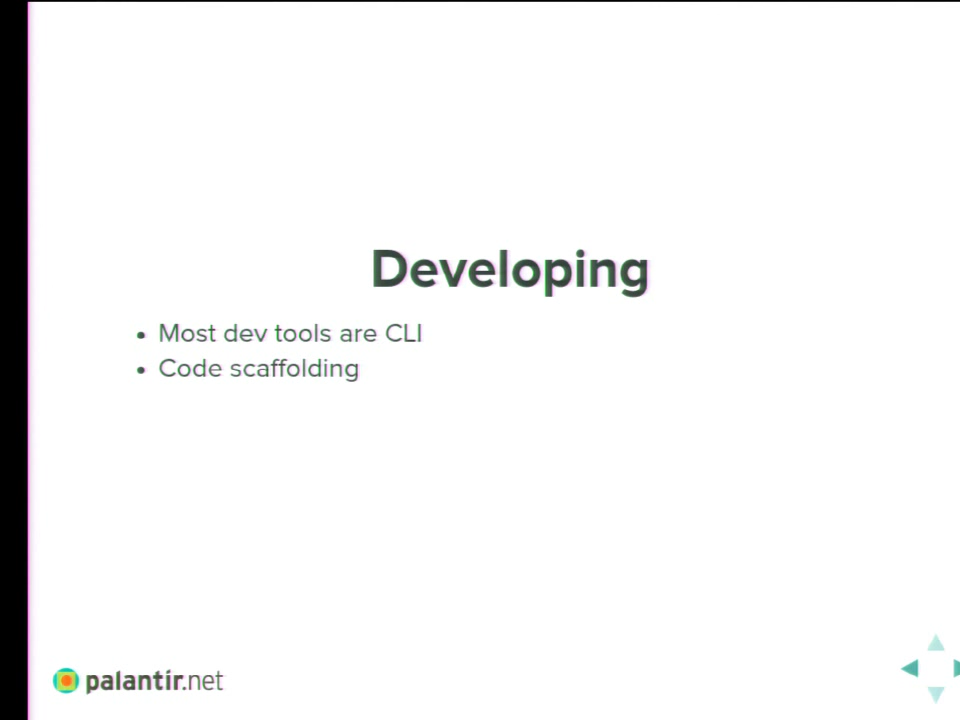 Developing
• Most dev tools are CLI
• Code scaffolding
palantir.net